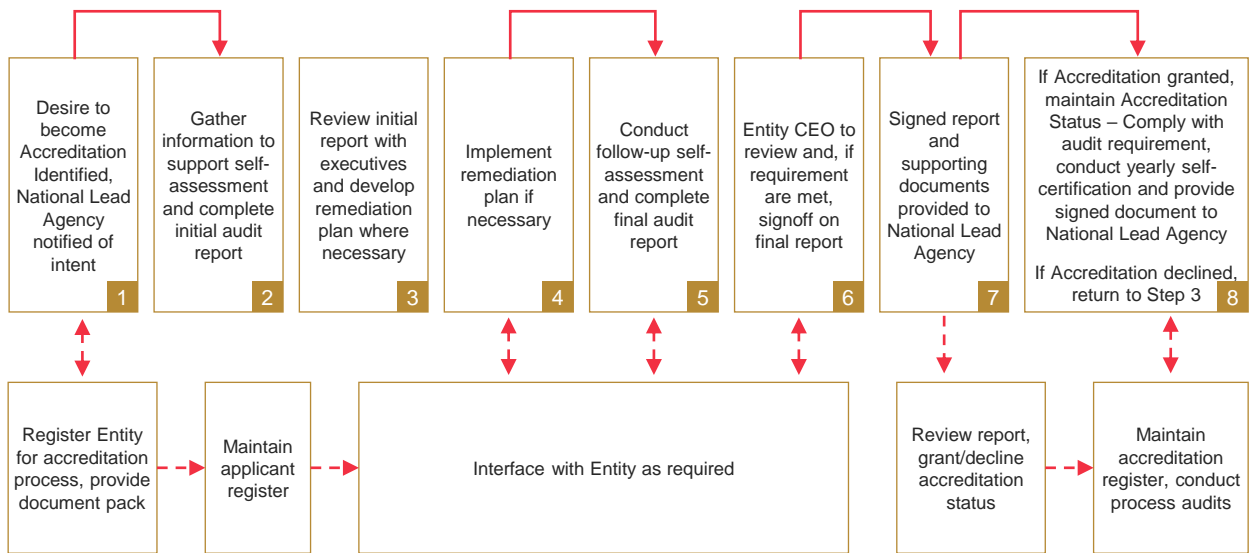 Desire to
become
Accreditation
Identified,
National Lead
Agency
notified of
intent
1
Gather
information to
support self-
assessment
and complete
initial audit
report
2
Review initial
report with
executives
and develop
remediation
plan where
necessary
3
Implement
remediation
plan if
necessary
4
Conduct
follow-up self-
assessment
and complete
final audit
report
5
Entity CEO to
review and, if
requirement
are met,
signoff on
final report
6
Signed report
and
supporting
documents
provided to
National Lead
Agency
7
If Accreditation granted,
maintain Accreditation
Status – Comply with
audit requirement,
conduct yearly self-
certification and provide
signed document to
National Lead Agency
If Accreditation declined,
return to Step 3
8
Register Entity
for accreditation
process, provide
document pack
Maintain
applicant
register
Interface with Entity as required
Review report,
grant/decline
accreditation
status
Maintain
accreditation
register, conduct
process audits